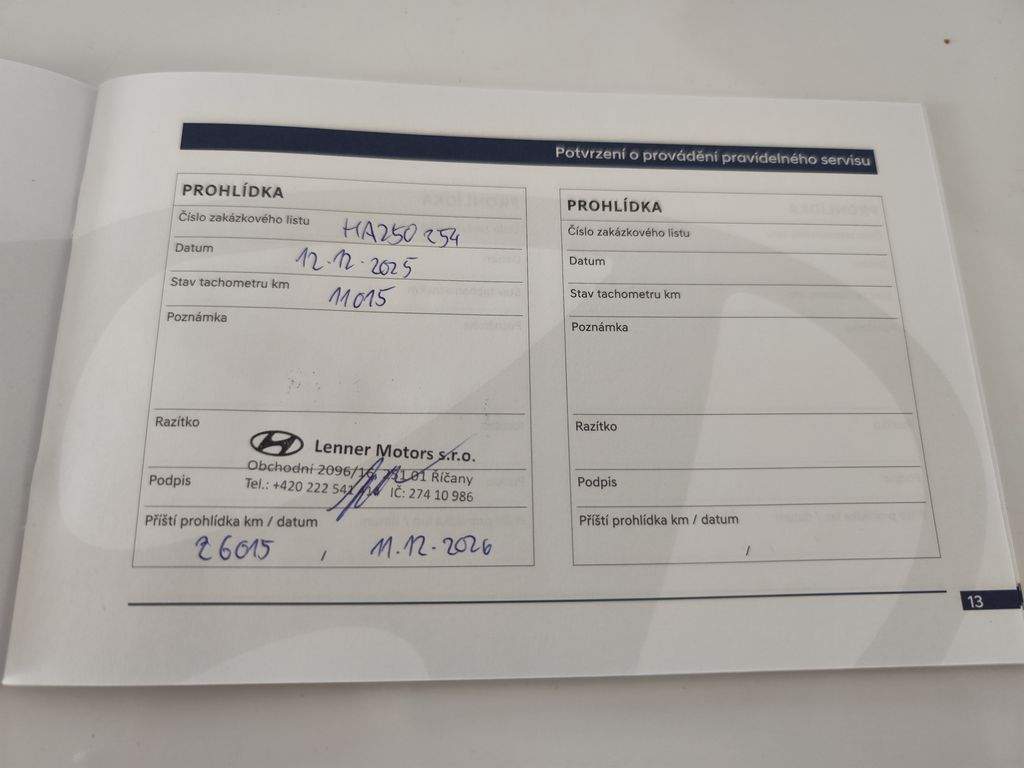 Potvrzení o provádění pravidelného servisu
PROHLÍDKA
Číslo zakázkového listu HA250254
Datum 12.12.2025
Stav tachometru km 11015
Poznámka
Razítko
Lenner Motors s.r.o.
Obchodní 2096/ 251 01 Říčany
Podpis
Tel.: +420 222 541 IČ: 274 10 986
Příští prohlídka km / datum
26015 / 11.12.2026
PROHLÍDKA
Číslo zakázkového listu
Datum
Stav tachometru km
Poznámka
Razítko
Podpis
Příští prohlídka km / datum
/
13